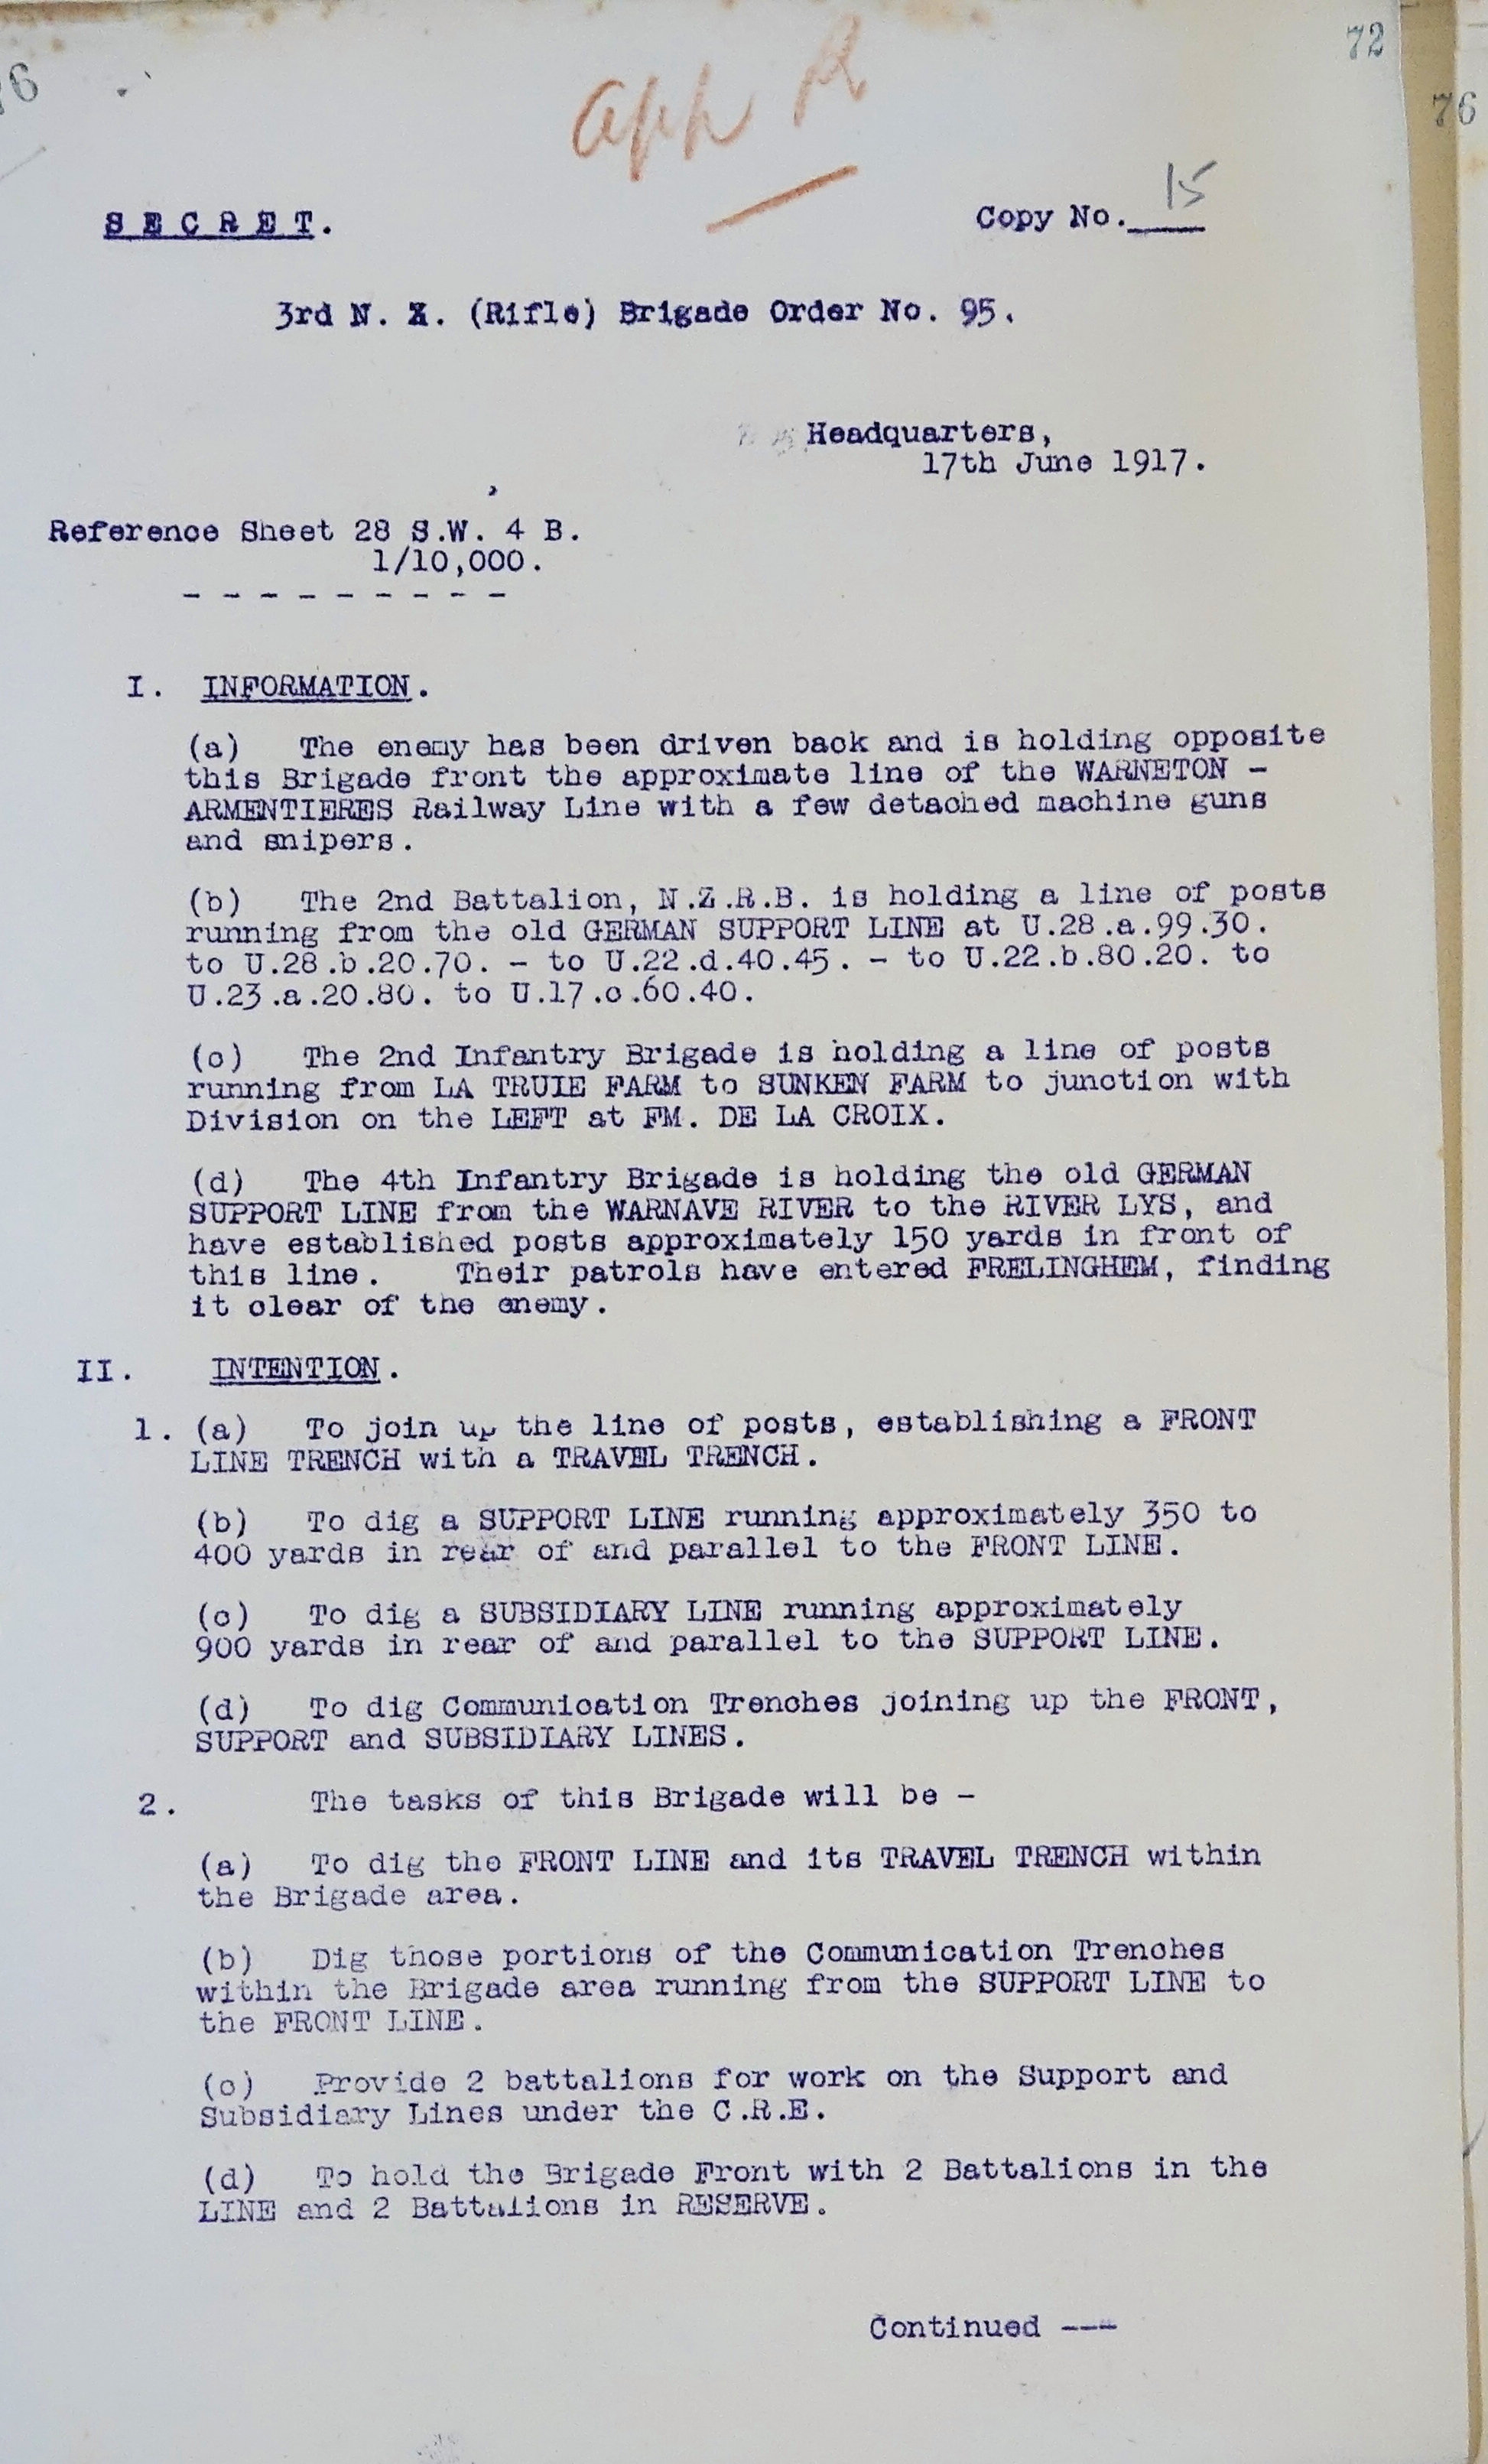 72
76
76
app R
S E C R E T.
Copy No. 15
3rd N. Z. (Rifle) Brigade Order No. 95.
Headquarters,
17th June 1917.
Reference Sheet 28 S.W. 4 B.
1/10,000.
- - - - - - - - -
I. INFORMATION.
(a) The enemy has been driven back and is holding opposite
this Brigade front the approximate line of the WARNETON -
ARMENTIERES Railway Line with a few detached machine guns
and snipers.
(b) The 2nd Battalion, N.Z.R.B. is holding a line of posts
running from the old GERMAN SUPPORT LINE at U.28.a.99.30.
to U.28.b.20.70. - to U.22.d.40.45. - to U.22.b.80.20. to
U.23.a.20.80. to U.17.c.60.40.
(c) The 2nd Infantry Brigade is holding a line of posts
running from LA TRUIE FARM to SUNKEN FARM to junction with
Division on the LEFT at FM. DE LA CROIX.
(d) The 4th Infantry Brigade is holding the old GERMAN
SUPPORT LINE from the WARNAVE RIVER to the RIVER LYS, and
have established posts approximately 150 yards in front of
this line. Their patrols have entered FRELINGHEM, finding
it clear of the enemy.
II. INTENTION.
1. (a) To join up the line of posts, establishing a FRONT
LINE TRENCH with a TRAVEL TRENCH.
(b) To dig a SUPPORT LINE running approximately 350 to
400 yards in rear of and parallel to the FRONT LINE.
(c) To dig a SUBSIDIARY LINE running approximately
900 yards in rear of and parallel to the SUPPORT LINE.
(d) To dig Communication Trenches joining up the FRONT,
SUPPORT and SUBSIDIARY LINES.
2. The tasks of this Brigade will be -
(a) To dig the FRONT LINE and its TRAVEL TRENCH within
the Brigade area.
(b) Dig those portions of the Communication Trenches
within the Brigade area running from the SUPPORT LINE to
the FRONT LINE.
(c) Provide 2 battalions for work on the Support and
Subsidiary Lines under the C.R.E.
(d) To hold the Brigade Front with 2 Battalions in the
LINE and 2 Battalions in RESERVE.
Continued ---